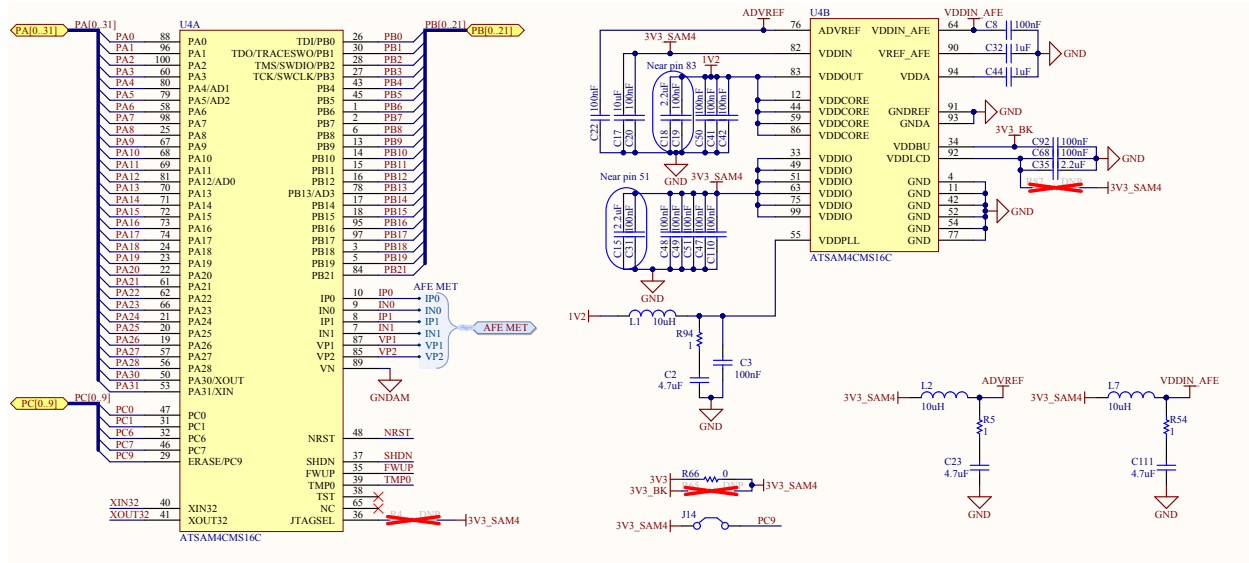 PA[0..31]
PA[0..31]
U4A
PB[0..21]
PB[0..21]
PA0 88 PA0 TDI/PB0 26 PB0
PA1 96 PA1 TDO/TRACESWO/PB1 30 PB1
PA2 100 PA2 TMS/SWDIO/PB2 28 PB2
PA3 60 PA3 TCK/SWCLK/PB3 27 PB3
PA4 80 PA4/AD1 PB4 43 PB4
PA5 79 PA5/AD2 PB5 45 PB5
PA6 58 PA6 PB6 1 PB6
PA7 98 PA7 PB7 2 PB7
PA8 25 PA8 PB8 6 PB8
PA9 67 PA9 PB9 13 PB9
PA10 68 PA10 PB10 14 PB10
PA11 69 PA11 PB11 15 PB11
PA12 81 PA12/AD0 PB12 16 PB12
PA13 70 PA13 PB13/AD3 78 PB13
PA14 71 PA14 PB14 17 PB14
PA15 72 PA15 PB15 18 PB15
PA16 73 PA16 PB16 95 PB16
PA17 74 PA17 PB17 97 PB17
PA18 24 PA18 PB18 3 PB18
PA19 23 PA19 PB19 5 PB19
PA20 22 PA20 PB21 84 PB21
PA21 61 PA21
AFE MET
PA22 62 PA22 IP0 10 IP0 IP0
PA23 66 PA23 IN0 9 IN0 IN0
PA24 21 PA24 IP1 8 IP1 IP1
PA25 20 PA25 IN1 7 IN1 IN1
AFE MET
PA26 19 PA26 VP1 87 VP1 VP1
PA27 57 PA27 VP2 85 VP2 VP2
PA28 56 PA28 VN 89
PA30 50 PA30/XOUT
PA31 53 PA31/XIN
GNDAM
PC[0..9]
PC[0..9]
PC0 47 PC0
PC1 31 PC1
PC6 32 PC6 NRST 48 NRST
PC7 46 PC7
PC9 29 ERASE/PC9 SHDN 37 SHDN
FWUP 35 FWUP
TMP0 39 TMP0
TST 38
XIN32 40 XIN32 NC 65
XOUT32 41 XOUT32 JTAGSEL 36 R4 DNP 3V3_SAM4
ATSAM4CMS16C
ADVREF
U4B
VDDIN_AFE
76 ADVREF VDDIN_AFE 64 C8 100nF
3V3_SAM4
82 VDDIN VREF_AFE 90 C32 1uF GND
Near pin 83
1V2
83 VDDOUT VDDA 94 C44 1uF
C22 100nF
C17 10uF
C20 100nF
C18 2.2uF
C19 100nF
C50 100nF
C41 100nF
C42 100nF
GND
12 VDDCORE
44 VDDCORE GNDREF 91 GND
59 VDDCORE GNDA 93
86 VDDCORE
3V3_BK
VDDBU 34 C92 100nF
33 VDDIO VDDLCD 92 C68 100nF GND
49 VDDIO C35 2.2uF
51 VDDIO GND 4 R57 DNP 3V3_SAM4
63 VDDIO GND 11
75 VDDIO GND 42
99 VDDIO GND 52 GND
GND 54
55 VDDPLL GND 77
ATSAM4CMS16C
Near pin 51
3V3_SAM4
C15 2.2uF
C31 100nF
C48 100nF
C49 100nF
C51 100nF
C47 100nF
C110 100nF
GND
1V2
L1 10uH
R94
1
C2
4.7uF
C3
100nF
GND
3V3_SAM4
L2
10uH
ADVREF
R5
1
C23
4.7uF
GND
3V3_SAM4
L7
10uH
VDDIN_AFE
R54
1
C111
4.7uF
GND
3V3 R66 0
3V3_BK DNP 3V3_SAM4
3V3_SAM4 J14 PC9